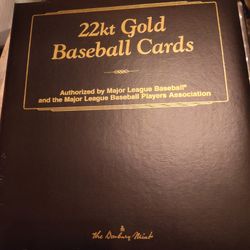 22kt Gold
Baseball Cards
Authorized by Major League Baseball®
and the Major League Baseball Players Association
The Danbury Mint